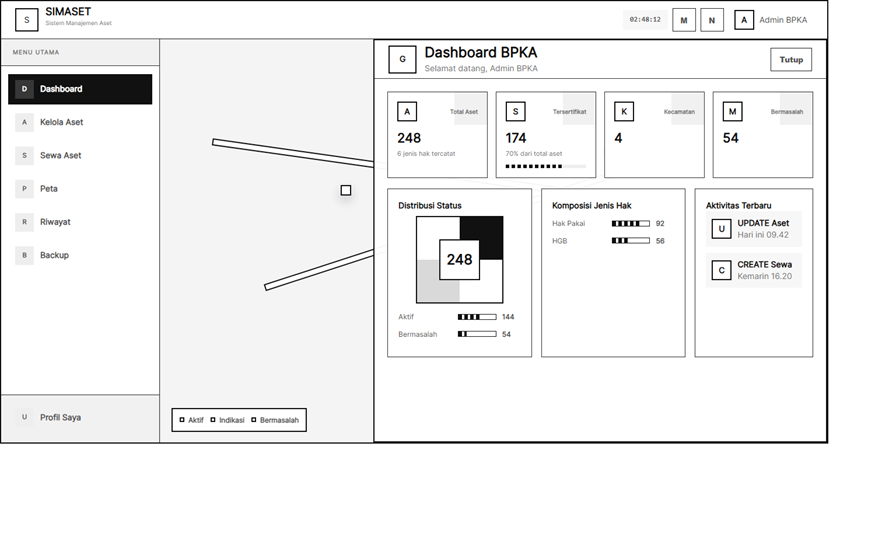 S
SIMASET
Sistem Manajemen Aset
02:48:12
M
N
A
Admin BPKA
MENU UTAMA
D Dashboard
A Kelola Aset
S Sewa Aset
P Peta
R Riwayat
B Backup
U Profil Saya
Aktif Indikasi Bermasalah
G
Dashboard BPKA
Selamat datang, Admin BPKA
Tutup
A Total Aset
248
6 jenis hak tercatat
S Tersertifikat
174
70% dari total aset
K Kecamatan
4
M Bermasalah
54
Distribusi Status
248
Aktif 144
Bermasalah 54
Komposisi Jenis Hak
Hak Pakai 92
HGB 56
Aktivitas Terbaru
U UPDATE Aset
Hari ini 09.42
C CREATE Sewa
Kemarin 16.20